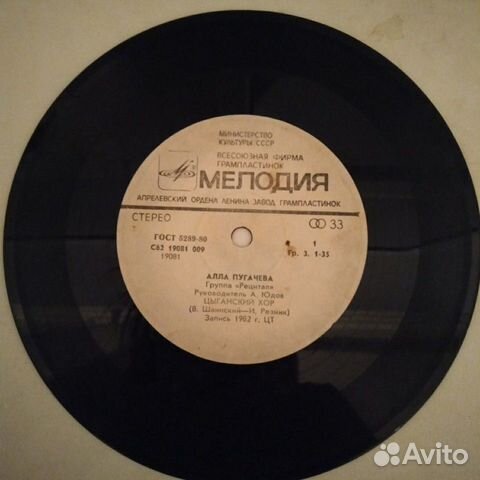 МИНИСТЕРСТВО
КУЛЬТУРЫ СССР
ВСЕСОЮЗНАЯ ФИРМА
ГРАМПЛАСТИНОК
МЕЛОДИЯ
АПРЕЛЕВСКИЙ ОРДЕНА ЛЕНИНА ЗАВОД ГРАМПЛАСТИНОК
СТЕРЕО
33
ГОСТ 5289-80
1
С62 19081 009
Гр. 3. 1-35
19081
АЛЛА ПУГАЧЕВА
Группа «Рецитал»
Руководитель А. Юдов
ЦЫГАНСКИЙ ХОР
(В. Шаинский—И. Резник)
Запись 1982 г. ЦТ
Avito